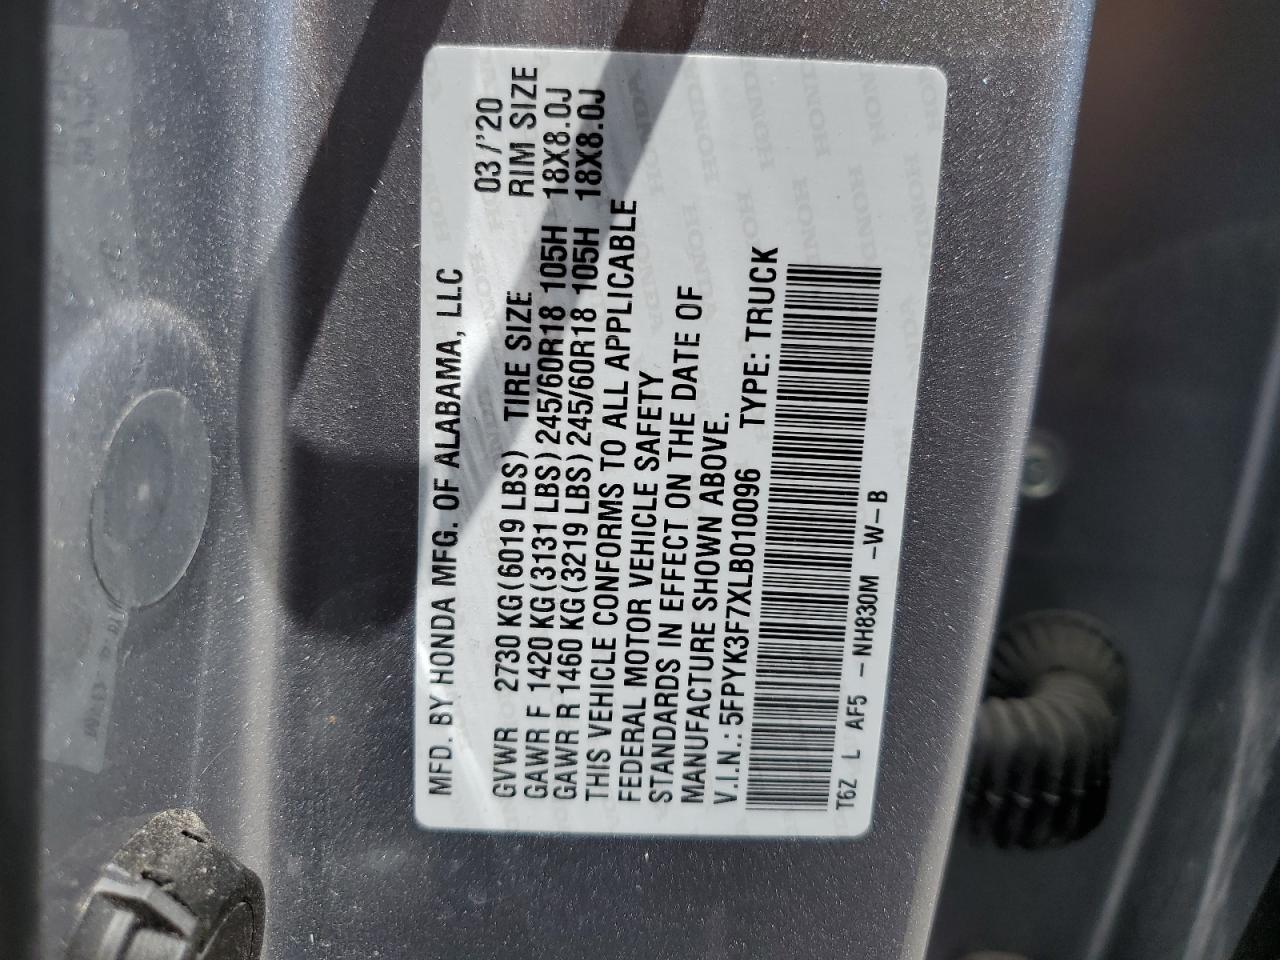 MFD. BY HONDA MFG. OF ALABAMA, LLC 03/'20
GVWR 2730 KG(6019 LBS) TIRE SIZE RIM SIZE
GAWR F 1420 KG(3131 LBS) 245/60R18 105H 18X8.0J
GAWR R 1460 KG(3219 LBS) 245/60R18 105H 18X8.0J
THIS VEHICLE CONFORMS TO ALL APPLICABLE
FEDERAL MOTOR VEHICLE SAFETY
STANDARDS IN EFFECT ON THE DATE OF
MANUFACTURE SHOWN ABOVE.
V.I.N.:5FPYK3F7XLB010096 TYPE: TRUCK
T6Z L AF5 -NH830M -W-B